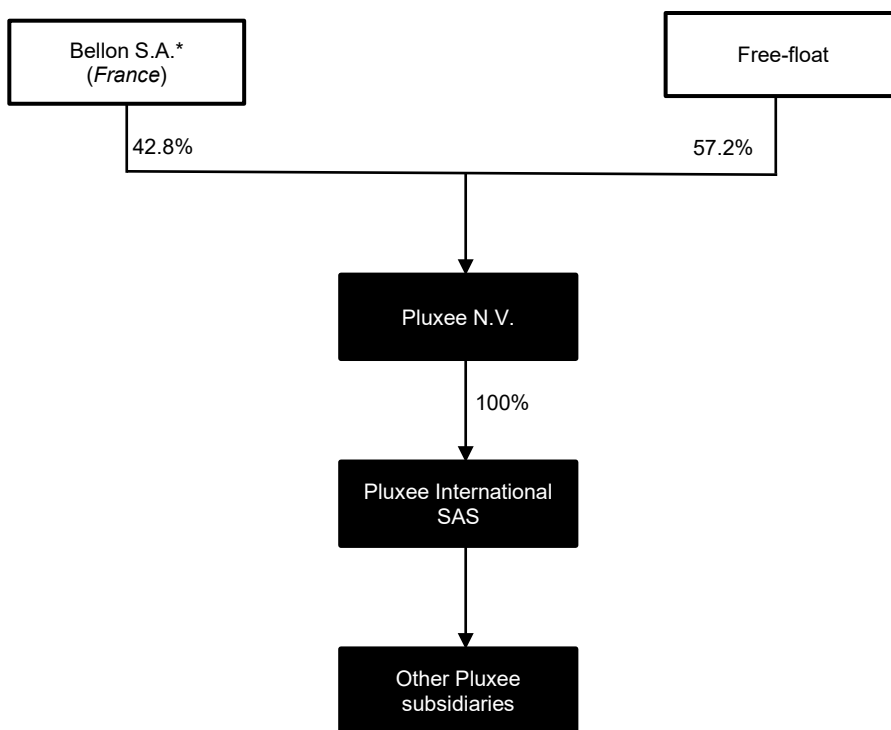 Bellon S.A.*
(France)
Free-float
42.8%
57.2%
Pluxee N.V.
100%
Pluxee International
SAS
Other Pluxee
subsidiaries